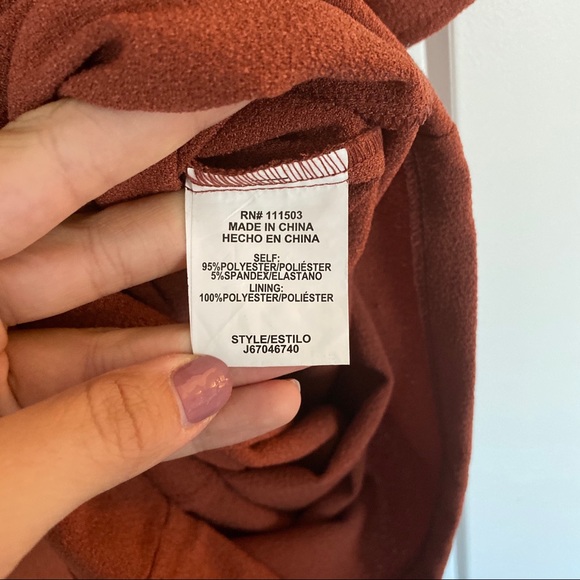 RN# 111503
MADE IN CHINA
HECHO EN CHINA
SELF:
95%POLYESTER/POLIÉSTER
5%SPANDEX/ELASTANO
LINING:
100%POLYESTER/POLIÉSTER
STYLE/ESTILO
J67046740